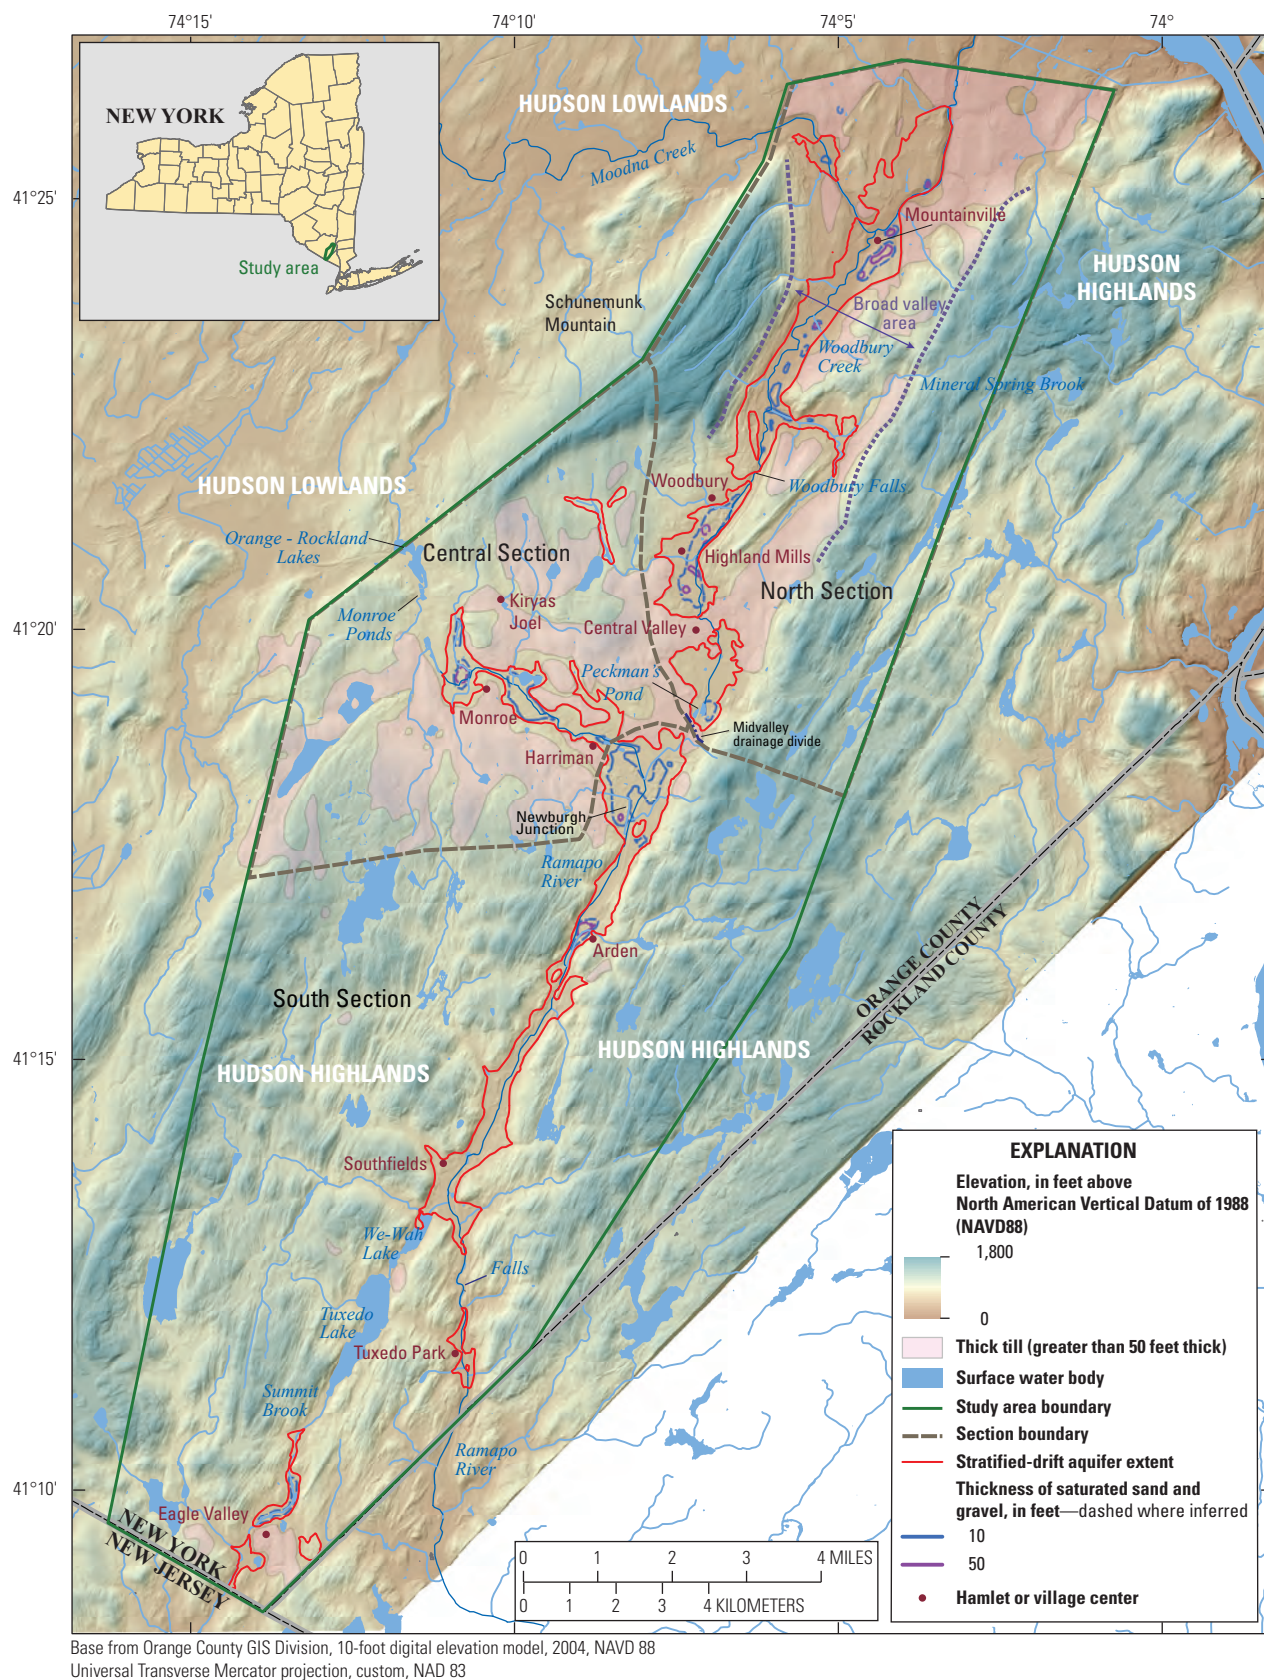 74°15'
74°10'
74°5'
74°
NEW YORK
Study area
HUDSON LOWLANDS
Moodna Creek
41°25'
Mountainville
HUDSON
HIGHLANDS
Schunemunk
Mountain
Broad valley
area
Woodbury
Creek
Mineral Spring Brook
HUDSON LOWLANDS
Woodbury
Woodbury Falls
Orange - Rockland
Lakes
Central Section
Highland Mills
North Section
Kiryas
Joel
Monroe
Ponds
41°20'
Central Valley
Peckman's
Pond
Monroe
Midvalley
drainage divide
Harriman
Newburgh
Junction
Ramapo
River
Arden
ORANGE COUNTY
ROCKLAND COUNTY
South Section
41°15'
HUDSON HIGHLANDS
HUDSON HIGHLANDS
Southfields
We-Wah
Lake
Falls
Tuxedo
Lake
Tuxedo Park
Summit
Brook
Ramapo
River
41°10'
Eagle Valley
NEW YORK
NEW JERSEY
EXPLANATION
Elevation, in feet above
North American Vertical Datum of 1988
(NAVD88)
1,800
0
Thick till (greater than 50 feet thick)
Surface water body
Study area boundary
Section boundary
Stratified-drift aquifer extent
Thickness of saturated sand and
gravel, in feet—dashed where inferred
10
50
Hamlet or village center
0 1 2 3 4 MILES
0 1 2 3 4 KILOMETERS
Base from Orange County GIS Division, 10-foot digital elevation model, 2004, NAVD 88
Universal Transverse Mercator projection, custom, NAD 83